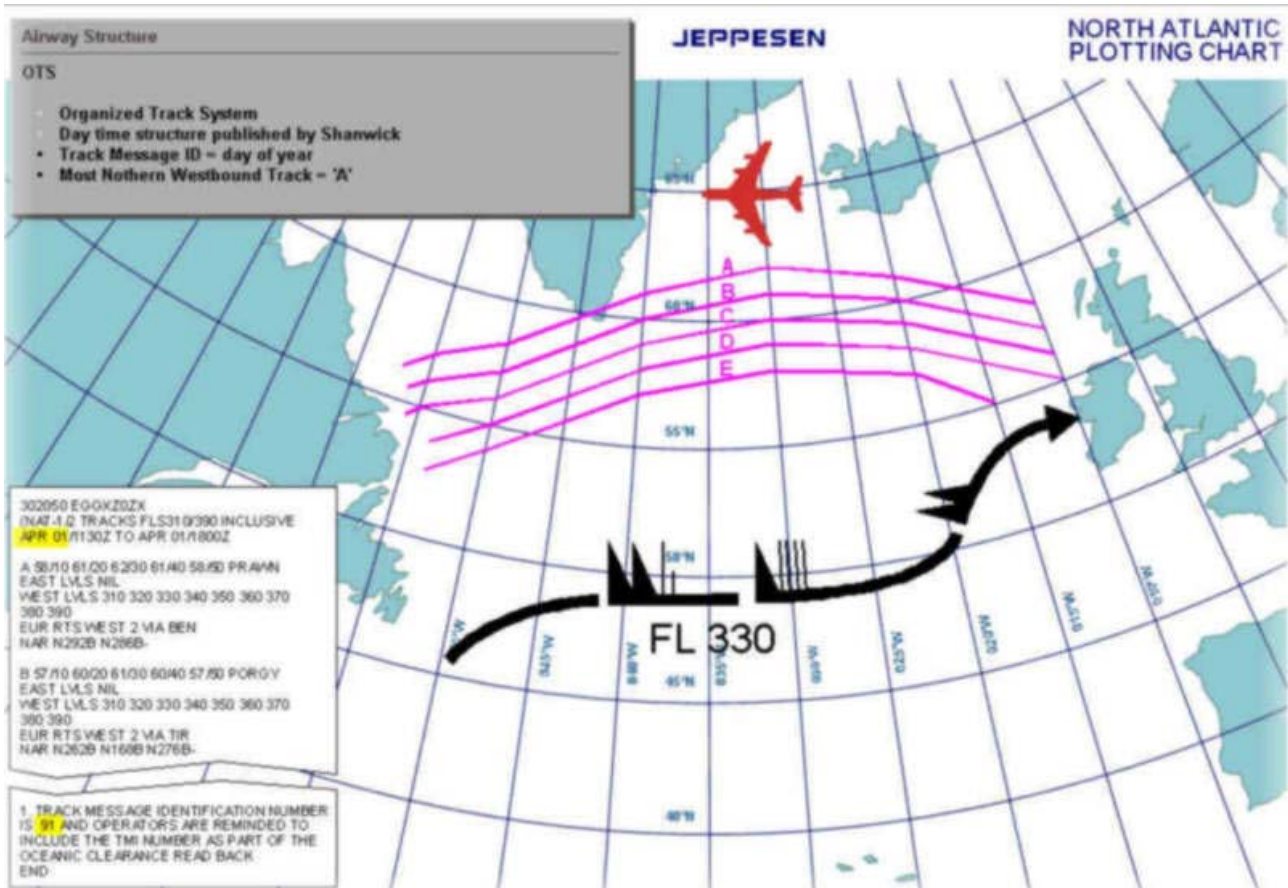 Airway Structure
OTS
Organized Track System
Day time structure published by Shanwick
• Track Message ID = day of year
• Most Nothern Westbound Track = 'A'
JEPPESEN
NORTH ATLANTIC
PLOTTING CHART
65°N
A
B
60°N
C
D
E
55°N
50°N
FL 330
45°N
40°N
035°W
025°W
020°W
015°W
010°W
302050 EGGXZ0ZX
(NAT-1/2 TRACKS FLS310/390 INCLUSIVE
APR 01/1130Z TO APR 01/1800Z
A 58/10 61/20 62/30 61/40 58/50 PRAWN
EAST LVLS NIL
WEST LVLS 310 320 330 340 350 360 370
380 390
EUR RTS WEST 2 VIA BEN
NAR N292B N286B-
B 57/10 60/20 61/30 60/40 57/50 PORGY
EAST LVLS NIL
WEST LVLS 310 320 330 340 350 360 370
380 390
EUR RTS WEST 2 VIA TIR
NAR N262B N168B N276B-
1. TRACK MESSAGE IDENTIFICATION NUMBER
IS 91 AND OPERATORS ARE REMINDED TO
INCLUDE THE TMI NUMBER AS PART OF THE
OCEANIC CLEARANCE READ BACK
END